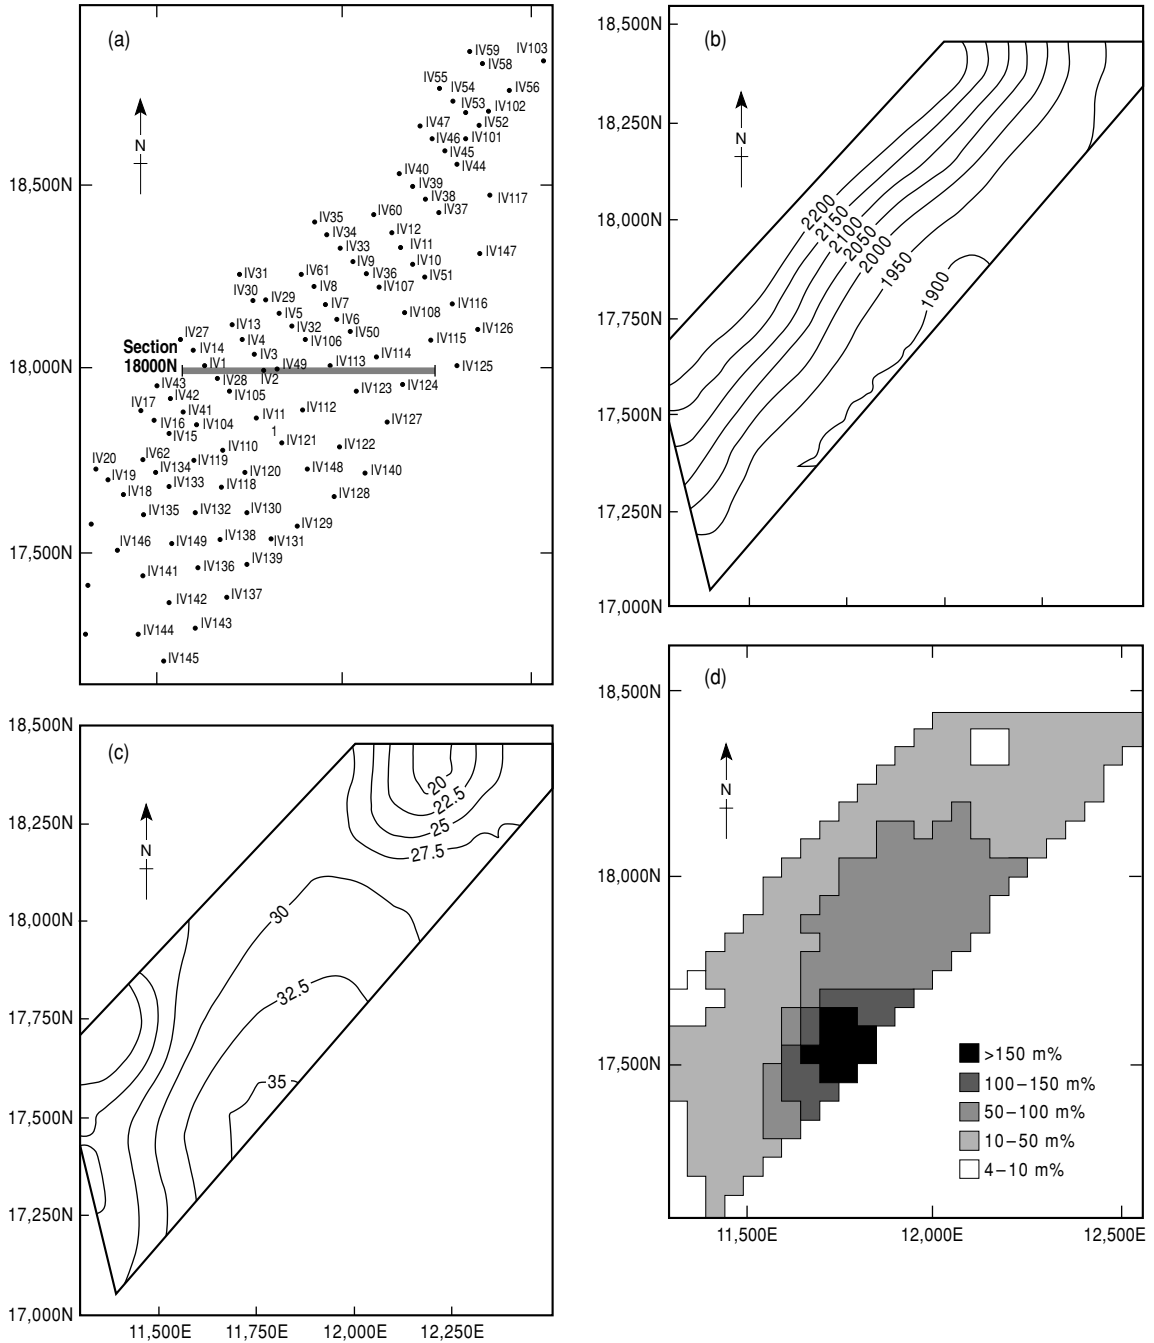 (a)
IV59 IV103
IV58
IV55 IV54 IV56
IV53 IV102
IV47 IV52
IV46 IV101
IV45
IV44
IV40
IV39
18,500N IV38 IV117
IV60 IV37
IV35
IV34 IV12
IV33 IV11 IV147
IV9 IV10
IV31 IV61 IV36 IV51
IV8 IV107
IV30 IV29 IV7 IV116
IV5 IV6 IV108
IV13 IV32 IV50 IV126
IV27 IV4 IV106 IV115
Section IV14 IV3 IV114
18000N IV1 IV49 IV113 IV125
IV43 IV28 IV2 IV124
IV42 IV105 IV123
IV17 IV41 IV112
IV16 IV104 IV11 IV127
IV15 1
IV110 IV121 IV122
IV20 IV62 IV119
IV19 IV134 IV120 IV148 IV140
IV18 IV133 IV118
IV128
IV135 IV132 IV130
IV129
IV146 IV149 IV138 IV131
IV141 IV136 IV139
IV142 IV137
IV144 IV143
IV145
18,000N
17,500N
(b)
18,500N
18,250N
18,000N
17,750N
17,500N
17,250N
17,000N
N
N
2200
2150
2100
2050
2000
1950
1900
(c)
18,500N
18,250N
18,000N
17,750N
17,500N
17,250N
17,000N
N
20
22.5
25
27.5
30
32.5
35
11,500E 11,750E 12,000E 12,250E
(d)
18,500N
18,000N
17,500N
N
>150 m%
100–150 m%
50–100 m%
10–50 m%
4–10 m%
11,500E 12,000E 12,500E